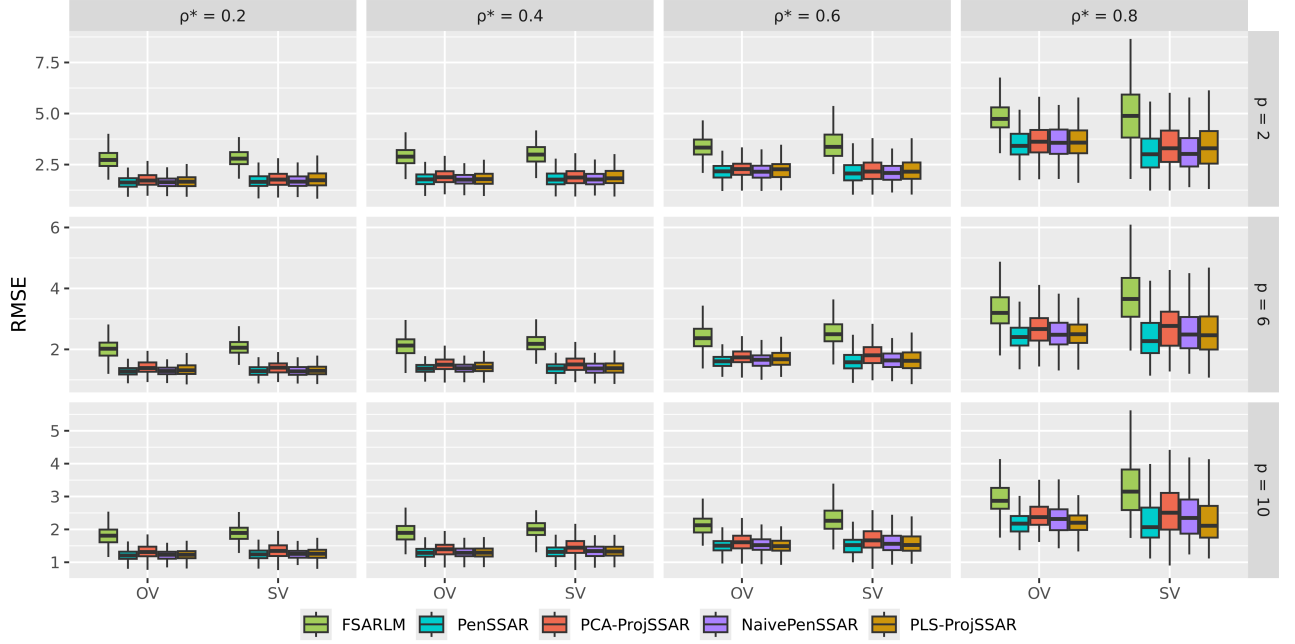 ρ* = 0.2
ρ* = 0.4
ρ* = 0.6
ρ* = 0.8
RMSE
7.5
5.0
2.5
p = 2
6
4
2
p = 6
5
4
3
2
1
p = 10
OV
SV
OV
SV
OV
SV
OV
SV
FSARLM
PenSSAR
PCA-ProjSSAR
NaivePenSSAR
PLS-ProjSSAR